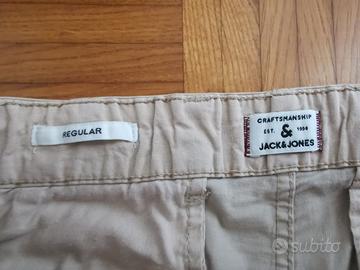 REGULAR
CRAFTSMANSHIP
EST. & 1990
JACK&JONES
subito